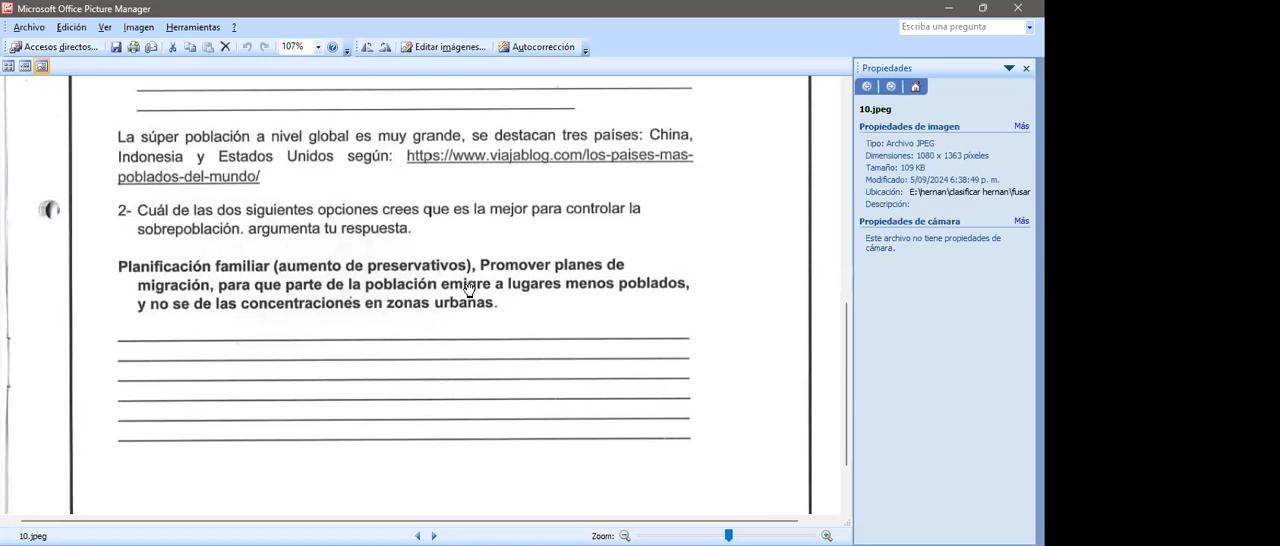 Microsoft Office Picture Manager
Archivo Edición Ver Imagen Herramientas ?
Escriba una pregunta
Accesos directos... 107% Editar imágenes... Autocorrección
Propiedades
La súper población a nivel global es muy grande, se destacan tres países: China,
Indonesia y Estados Unidos según: https://www.viajablog.com/los-paises-mas-
poblados-del-mundo/
2- Cuál de las dos siguientes opciones crees que es la mejor para controlar la
sobrepoblación. argumenta tu respuesta.
Planificación familiar (aumento de preservativos), Promover planes de
migración, para que parte de la población emigre a lugares menos poblados,
y no se de las concentraciones en zonas urbanas.
10.jpeg
Propiedades de imagen Más
Tipo: Archivo JPEG
Dimensiones: 1080 x 1363 píxeles
Tamaño: 109 KB
Modificado: 5/09/2024 6:38:49 p. m.
Ubicación: E:\hernan\clasificar hernan\fusar
Descripción:
Propiedades de cámara Más
Este archivo no tiene propiedades de
cámara.
10.jpeg
Zoom: